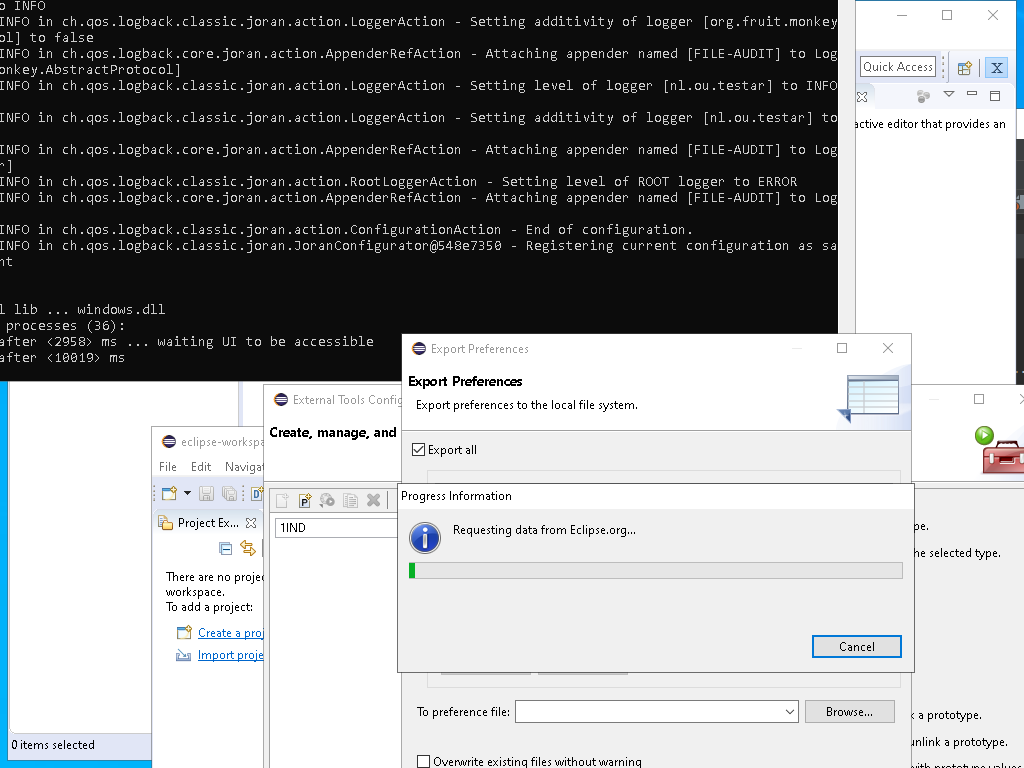 o INFO
INFO in ch.qos.logback.classic.joran.action.LoggerAction - Setting additivity of logger [org.fruit.monkey
ol] to false
INFO in ch.qos.logback.core.joran.action.AppenderRefAction - Attaching appender named [FILE-AUDIT] to Log
onkey.AbstractProtocol]
INFO in ch.qos.logback.classic.joran.action.LoggerAction - Setting level of logger [nl.ou.testar] to INFO
INFO in ch.qos.logback.classic.joran.action.LoggerAction - Setting additivity of logger [nl.ou.testar] to
INFO in ch.qos.logback.core.joran.action.AppenderRefAction - Attaching appender named [FILE-AUDIT] to Log
r]
INFO in ch.qos.logback.classic.joran.action.RootLoggerAction - Setting level of ROOT logger to ERROR
INFO in ch.qos.logback.core.joran.action.AppenderRefAction - Attaching appender named [FILE-AUDIT] to Log
INFO in ch.qos.logback.classic.joran.action.ConfigurationAction - End of configuration.
INFO in ch.qos.logback.classic.joran.JoranConfigurator@548e7350 - Registering current configuration as sa
nt
l lib ... windows.dll
processes (36):
after <2958> ms ... waiting UI to be accessible
after <10019> ms
Quick Access
active editor that provides an
Export Preferences
Export Preferences
Export preferences to the local file system.
Export all
External Tools Config
Create, manage, and
eclipse-workspa
File Edit Navigat
Project Ex...
1IND
There are no projec
workspace.
To add a project:
Create a proj
Import proje
Progress Information
Requesting data from Eclipse.org...
Cancel
pe.
he selected type.
To preference file:
Browse...
Overwrite existing files without warning
k a prototype.
unlink a prototype.
with prototype values
0 items selected